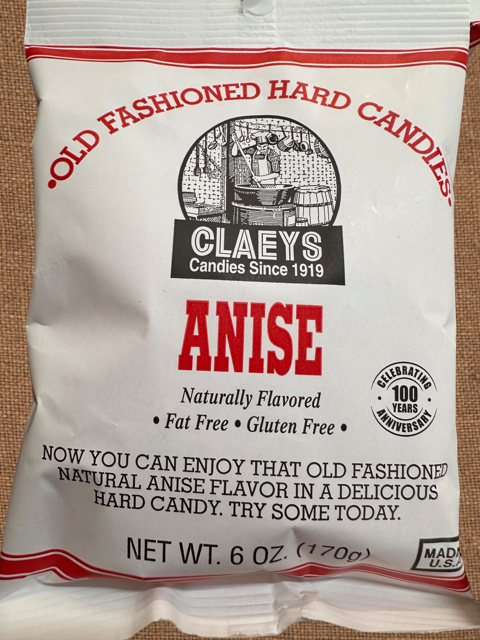 •OLD FASHIONED HARD CANDIES•
CLAEYS
Candies Since 1919
ANISE
Naturally Flavored
• Fat Free • Gluten Free •
CELEBRATING
100
YEARS
ANNIVERSARY
NOW YOU CAN ENJOY THAT OLD FASHIONED
NATURAL ANISE FLAVOR IN A DELICIOUS
HARD CANDY. TRY SOME TODAY.
NET WT. 6 OZ. (170g)
MADE
U.S.A